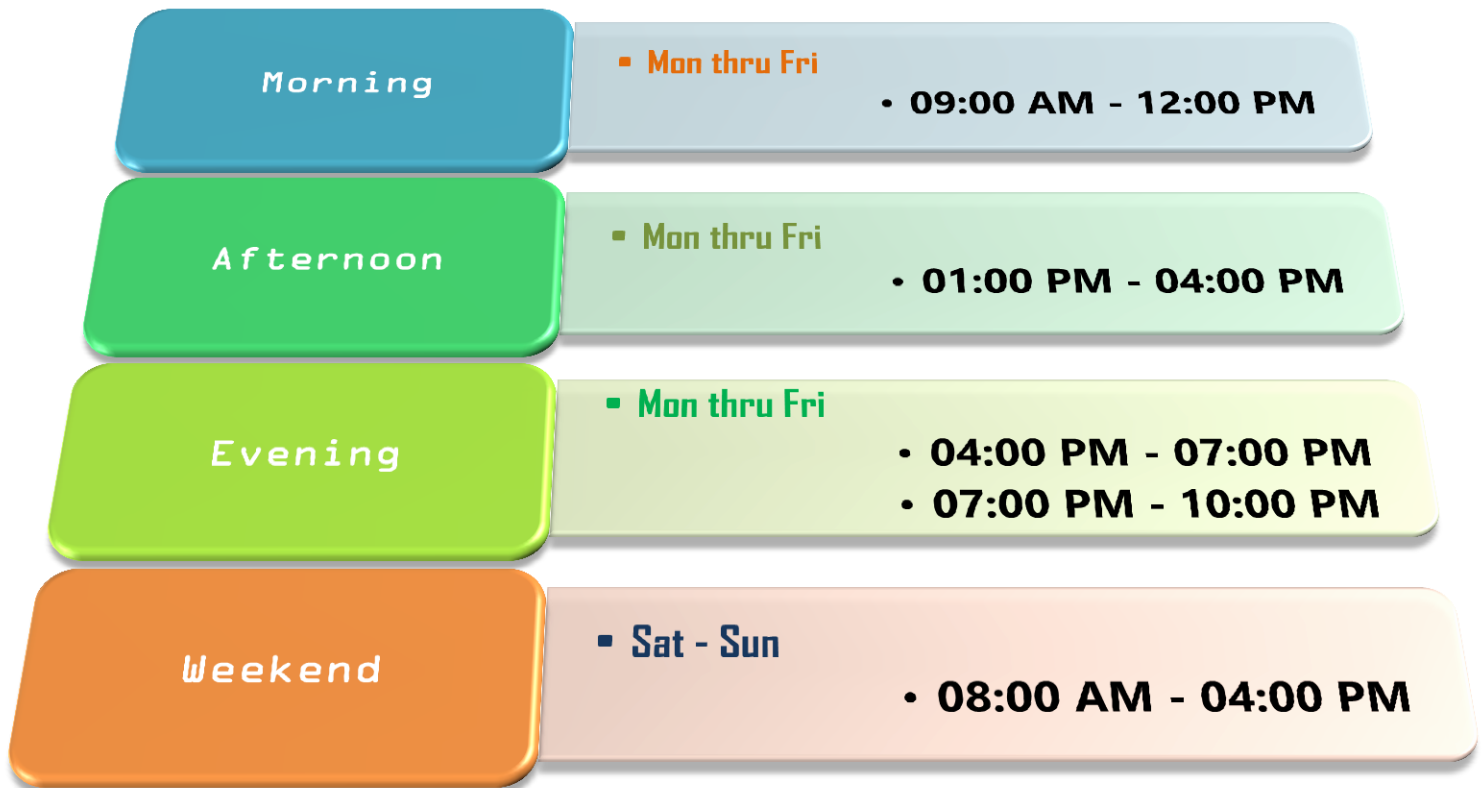 Morning
▪ Mon thru Fri
• 09:00 AM - 12:00 PM
Afternoon
▪ Mon thru Fri
• 01:00 PM - 04:00 PM
Evening
▪ Mon thru Fri
• 04:00 PM - 07:00 PM
• 07:00 PM - 10:00 PM
Weekend
▪ Sat - Sun
• 08:00 AM - 04:00 PM